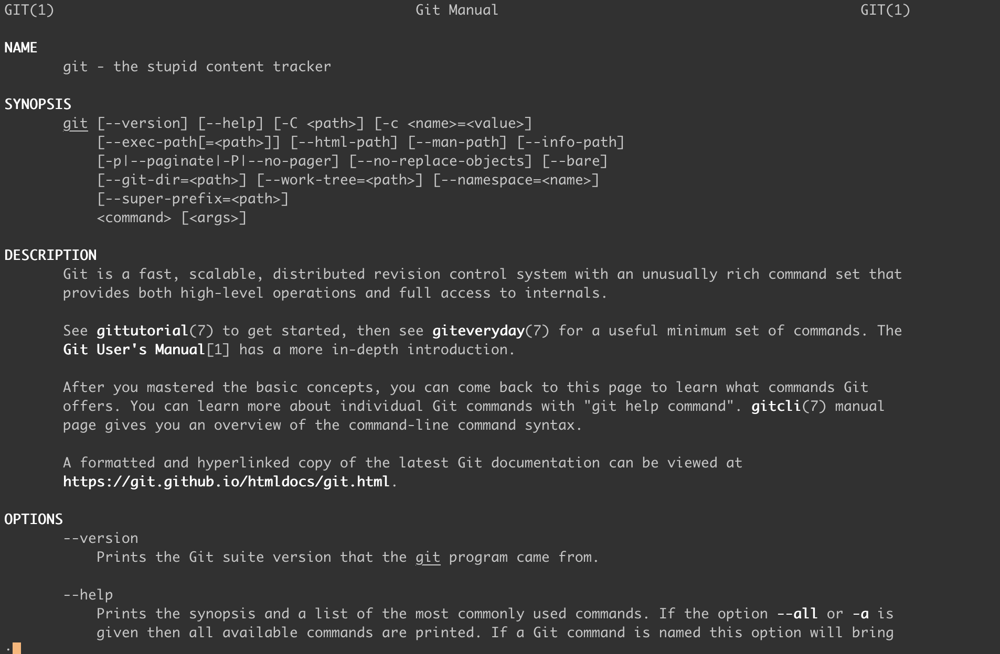 GIT(1) Git Manual GIT(1)
NAME
git - the stupid content tracker
SYNOPSIS
git [--version] [--help] [-C <path>] [-c <name>=<value>]
[--exec-path[=<path>]] [--html-path] [--man-path] [--info-path]
[-p|--paginate|-P|--no-pager] [--no-replace-objects] [--bare]
[--git-dir=<path>] [--work-tree=<path>] [--namespace=<name>]
[--super-prefix=<path>]
<command> [<args>]
DESCRIPTION
Git is a fast, scalable, distributed revision control system with an unusually rich command set that
provides both high-level operations and full access to internals.
See gittutorial(7) to get started, then see giteveryday(7) for a useful minimum set of commands. The
Git User's Manual[1] has a more in-depth introduction.
After you mastered the basic concepts, you can come back to this page to learn what commands Git
offers. You can learn more about individual Git commands with "git help command". gitcli(7) manual
page gives you an overview of the command-line command syntax.
A formatted and hyperlinked copy of the latest Git documentation can be viewed at
https://git.github.io/htmldocs/git.html.
OPTIONS
--version
Prints the Git suite version that the git program came from.
--help
Prints the synopsis and a list of the most commonly used commands. If the option --all or -a is
given then all available commands are printed. If a Git command is named this option will bring